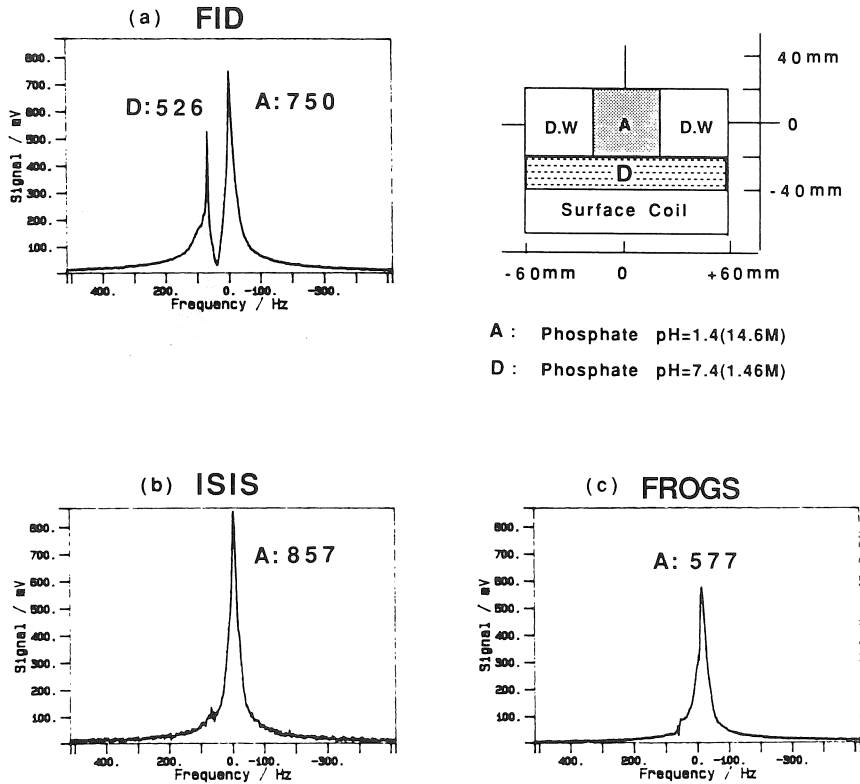 (a) FID
800.
700.
600.
500.
400.
300.
200.
100.
Signal / mV
D:526
A:750
400. 200. 0. -100. -300.
Frequency / Hz
40mm
0
-40mm
D.W A D.W
D
Surface Coil
-60mm 0 +60mm
A : Phosphate pH=1.4(14.6M)
D : Phosphate pH=7.4(1.46M)
(b) ISIS
800.
700.
600.
500.
400.
300.
200.
100.
Signal / mV
A:857
400. 200. 0. -100. -300.
Frequency / Hz
(c) FROGS
800.
700.
600.
500.
400.
300.
200.
100.
Signal / mV
A: 577
400. 200. 0. -100. -300.
Frequency / Hz